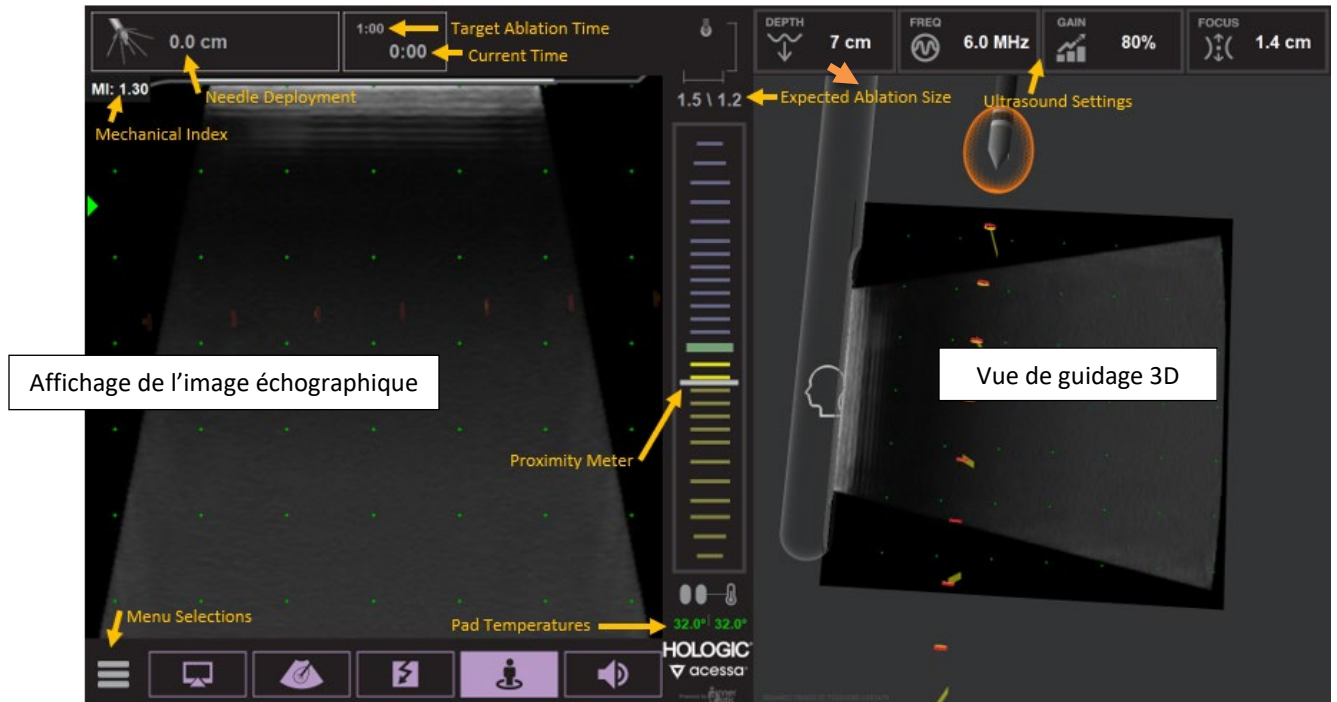 0.0 cm
1:00
Target Ablation Time
0:00
Current Time
DEPTH
7 cm
FREQ
6.0 MHz
GAIN
80%
FOCUS
1.4 cm
MI: 1.30
Needle Deployment
1.5 \ 1.2
Expected Ablation Size
Ultrasound Settings
Mechanical Index
Affichage de l'image échographique
Vue de guidage 3D
Proximity Meter
Menu Selections
Pad Temperatures
32.0° 32.0°
HOLOGIC
acessa